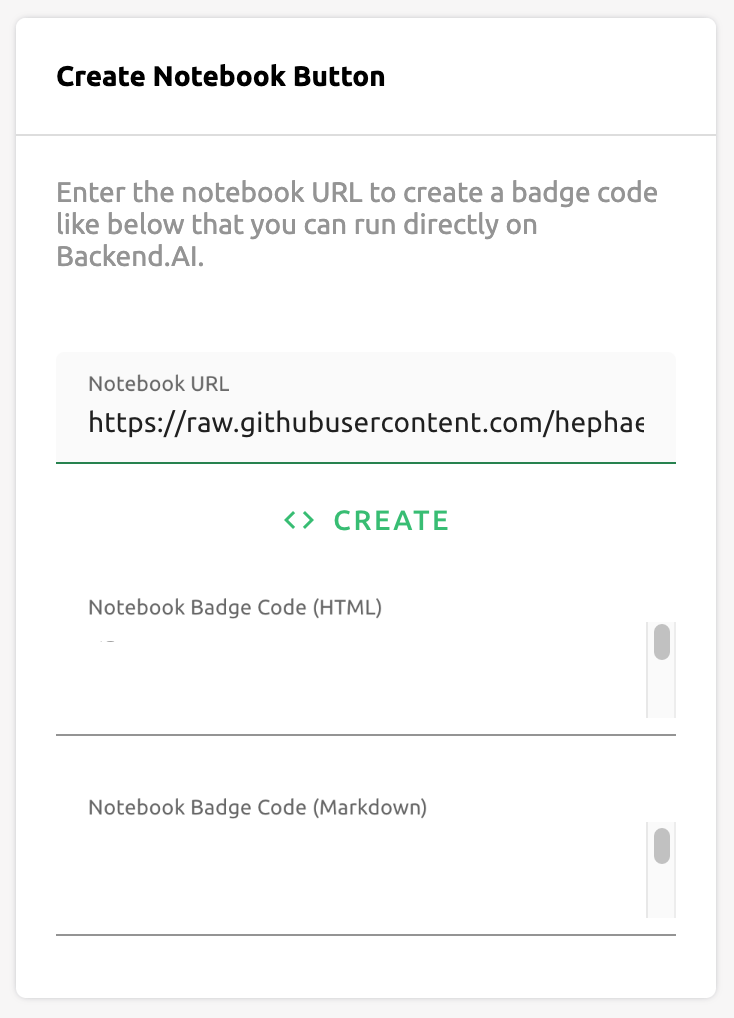 Create Notebook Button
Enter the notebook URL to create a badge code
like below that you can run directly on
Backend.AI.
Notebook URL
https://raw.githubusercontent.com/hephae
<> CREATE
Notebook Badge Code (HTML)
Notebook Badge Code (Markdown)